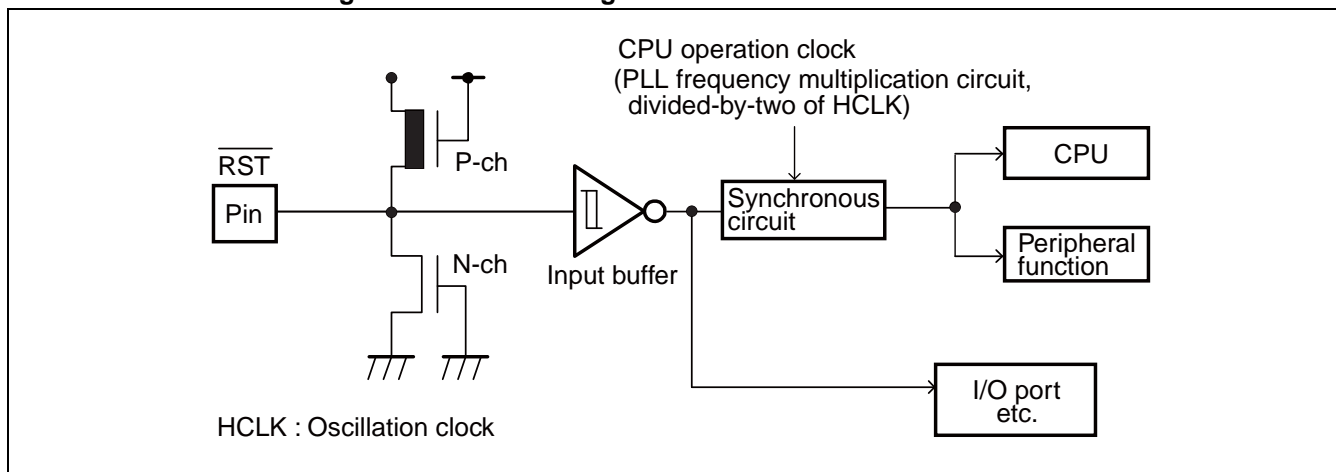 CPU operation clock
(PLL frequency multiplication circuit,
divided-by-two of HCLK)
RST
P-ch
CPU
Pin
Synchronous
circuit
N-ch
Input buffer
Peripheral
function
I/O port
etc.
HCLK : Oscillation clock